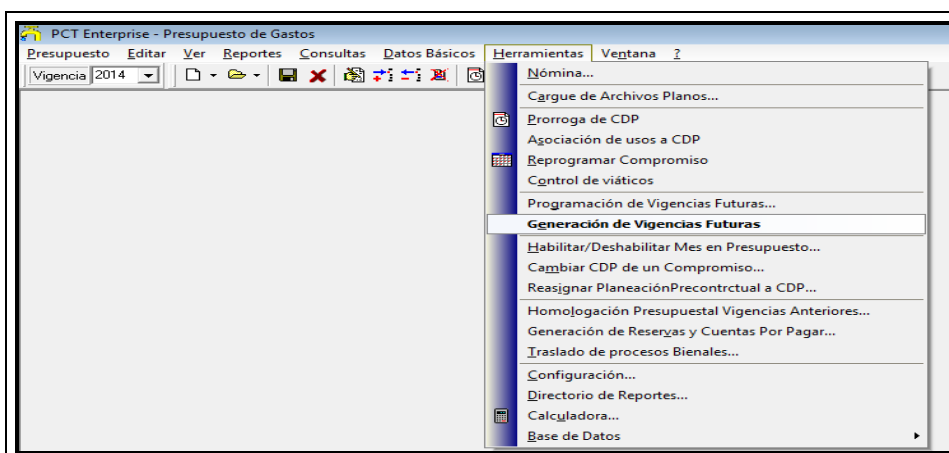 PCT Enterprise - Presupuesto de Gastos
Presupuesto Editar Ver Reportes Consultas Datos Básicos Herramientas Ventana ?
Vigencia 2014
Nómina...
Cargue de Archivos Planos...
Prorroga de CDP
Asociación de usos a CDP
Reprogramar Compromiso
Control de viáticos
Programación de Vigencias Futuras...
Generación de Vigencias Futuras
Habilitar/Deshabilitar Mes en Presupuesto...
Cambiar CDP de un Compromiso...
Reasignar PlaneaciónPrecontrctual a CDP...
Homologación Presupuestal Vigencias Anteriores...
Generación de Reservas y Cuentas Por Pagar...
Traslado de procesos Bienales...
Configuración...
Directorio de Reportes...
Calculadora...
Base de Datos